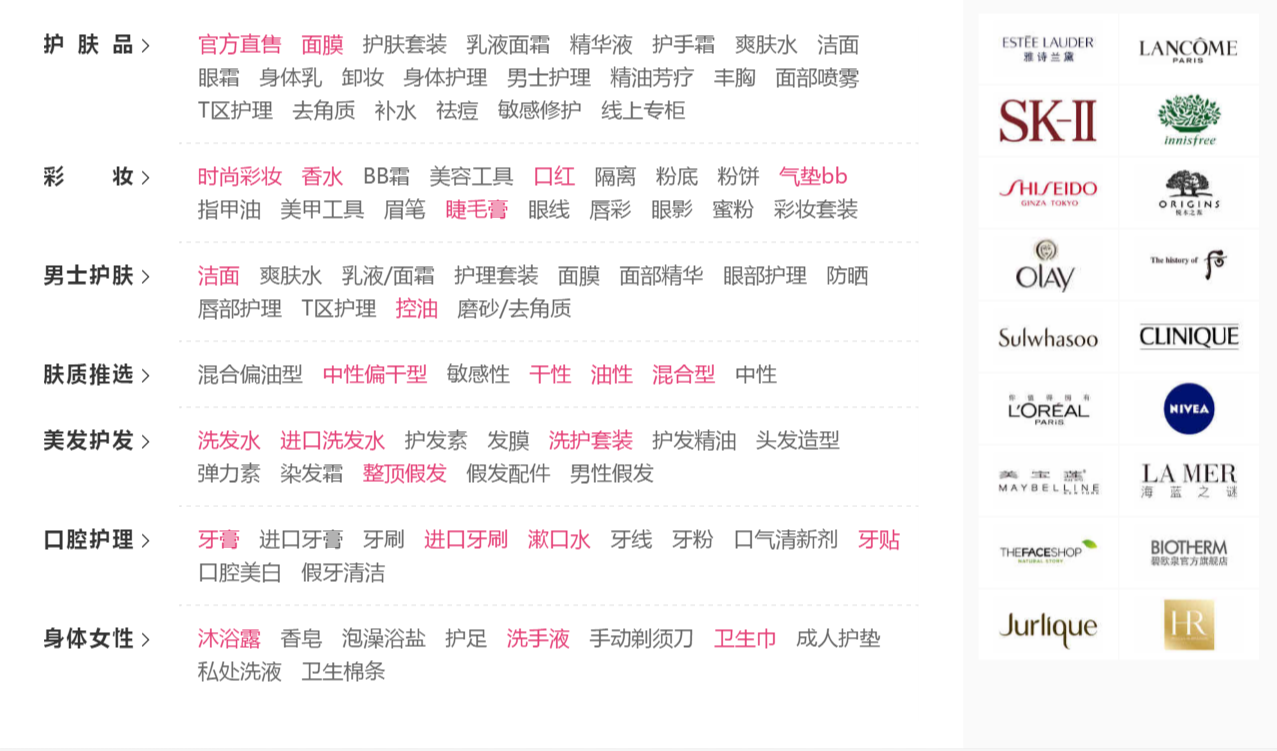 护 肤 品 >
官方直售 面膜 护肤套装 乳液面霜 精华液 护手霜 爽肤水 洁面
眼霜 身体乳 卸妆 身体护理 男士护理 精油芳疗 丰胸 面部喷雾
T区护理 去角质 补水 祛痘 敏感修护 线上专柜
彩 妆 >
时尚彩妆 香水 BB霜 美容工具 口红 隔离 粉底 粉饼 气垫bb
指甲油 美甲工具 眉笔 睫毛膏 眼线 唇彩 眼影 蜜粉 彩妆套装
男士护肤 >
洁面 爽肤水 乳液/面霜 护理套装 面膜 面部精华 眼部护理 防晒
唇部护理 T区护理 控油 磨砂/去角质
肤质推选 >
混合偏油型 中性偏干型 敏感性 干性 油性 混合型 中性
美发护发 >
洗发水 进口洗发水 护发素 发膜 洗护套装 护发精油 头发造型
弹力素 染发霜 整顶假发 假发配件 男性假发
口腔护理 >
牙膏 进口牙膏 牙刷 进口牙刷 漱口水 牙线 牙粉 口气清新剂 牙贴
口腔美白 假牙清洁
身体女性 >
沐浴露 香皂 泡澡浴盐 护足 洗手液 手动剃须刀 卫生巾 成人护垫
私处洗液 卫生棉条
ESTĒE LAUDER
雅诗兰黛
LANCÔME
PARIS
SK-II
innisfree
SHISEIDO
GINZA TOKYO
ORIGINS
悦木之源
OLAY
The history of 后
Sulwhasoo
CLINIQUE
你值得拥有
L'ORÉAL
PARIS
NIVEA
美宝莲
MAYBELLINE
LA MER
海蓝之谜
THEFACESHOP
NATURAL STORY
BIOTHERM
碧欧泉官方旗舰店
Jurlique
HR